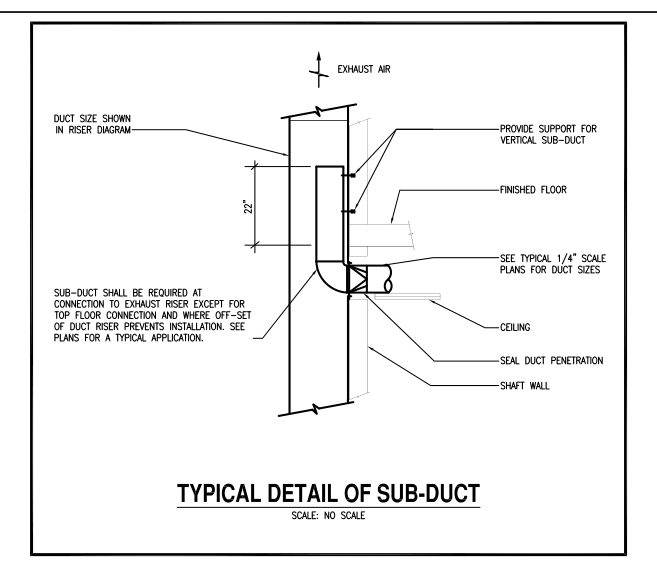 EXHAUST AIR
DUCT SIZE SHOWN
IN RISER DIAGRAM
PROVIDE SUPPORT FOR
VERTICAL SUB-DUCT
FINISHED FLOOR
22"
SEE TYPICAL 1/4" SCALE
PLANS FOR DUCT SIZES
SUB-DUCT SHALL BE REQUIRED AT
CONNECTION TO EXHAUST RISER EXCEPT FOR
TOP FLOOR CONNECTION AND WHERE OFF-SET
OF DUCT RISER PREVENTS INSTALLATION. SEE
PLANS FOR A TYPICAL APPLICATION.
CEILING
SEAL DUCT PENETRATION
SHAFT WALL
TYPICAL DETAIL OF SUB-DUCT
SCALE: NO SCALE